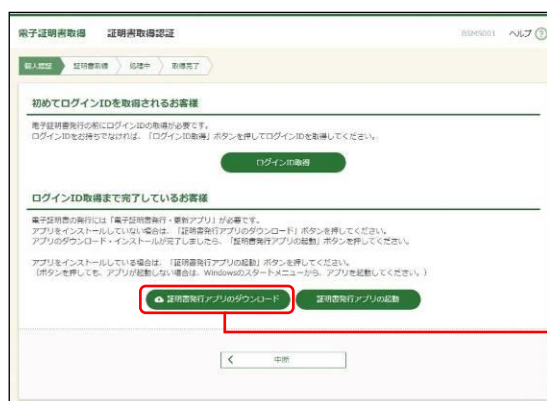 電子証明書取得 証明書取得認証 BSMS001 ヘルプ ?
個人認証 証明書取得 処理中 取得完了
初めてログインIDを取得されるお客様
電子証明書発行の前にログインIDの取得が必要です。
ログインIDをお持ちでなければ、「ログインID取得」ボタンを押してログインIDを取得してください。
ログインID取得
ログインID取得まで完了しているお客様
電子証明書の発行には「電子証明書発行・更新アプリ」が必要です。
アプリをインストールしていない場合は、「証明書発行アプリのダウンロード」ボタンを押してください。
アプリのダウンロード・インストールが完了しましたら、「証明書発行アプリの起動」ボタンを押してください。
アプリをインストールしている場合は、「証明書発行アプリの起動」ボタンを押してください。
（ボタンを押しても、アプリが起動しない場合は、Windowsのスタートメニューから、アプリを起動してください。）
証明書発行アプリのダウンロード 証明書発行アプリの起動
中断